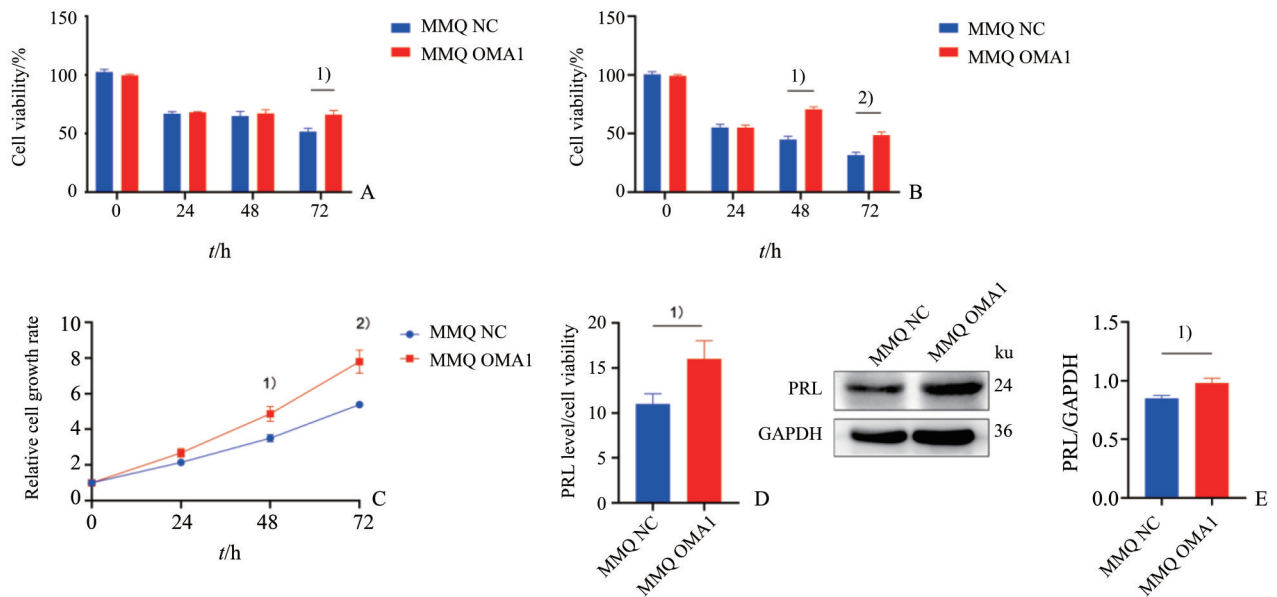 150
100
50
0
Cell viability/%
0
24
48
72
t/h
1)
MMQ NC
MMQ OMA1
A
150
100
50
0
Cell viability/%
0
24
48
72
t/h
1)
2)
MMQ NC
MMQ OMA1
B
10
8
6
4
2
0
Relative cell growth rate
0
24
48
72
t/h
1)
2)
MMQ NC
MMQ OMA1
C
20
15
10
5
0
PRL level/cell viability
1)
MMQ NC
MMQ OMA1
D
MMQ NC
MMQ OMA1
ku
PRL
24
GAPDH
36
1.5
1.0
0.5
0.0
PRL/GAPDH
1)
MMQ NC
MMQ OMA1
E